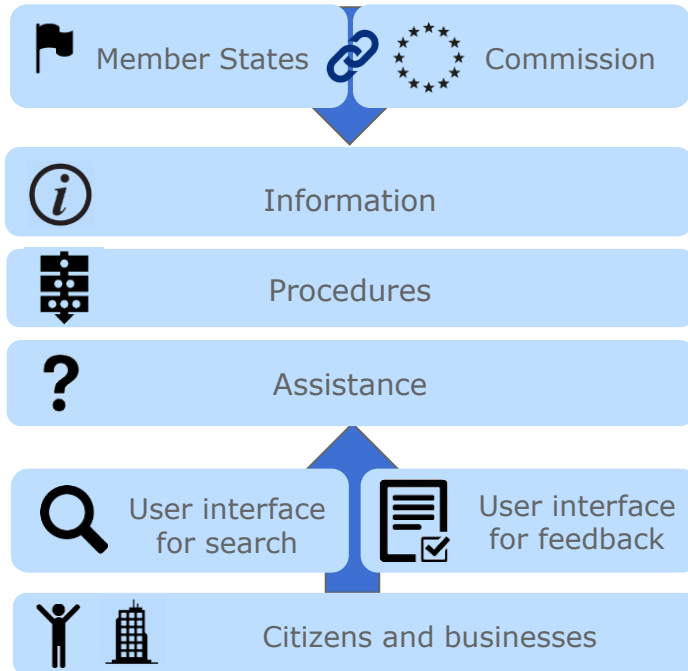 Member States
Commission
Information
Procedures
Assistance
User interface
for search
User interface
for feedback
Citizens and businesses